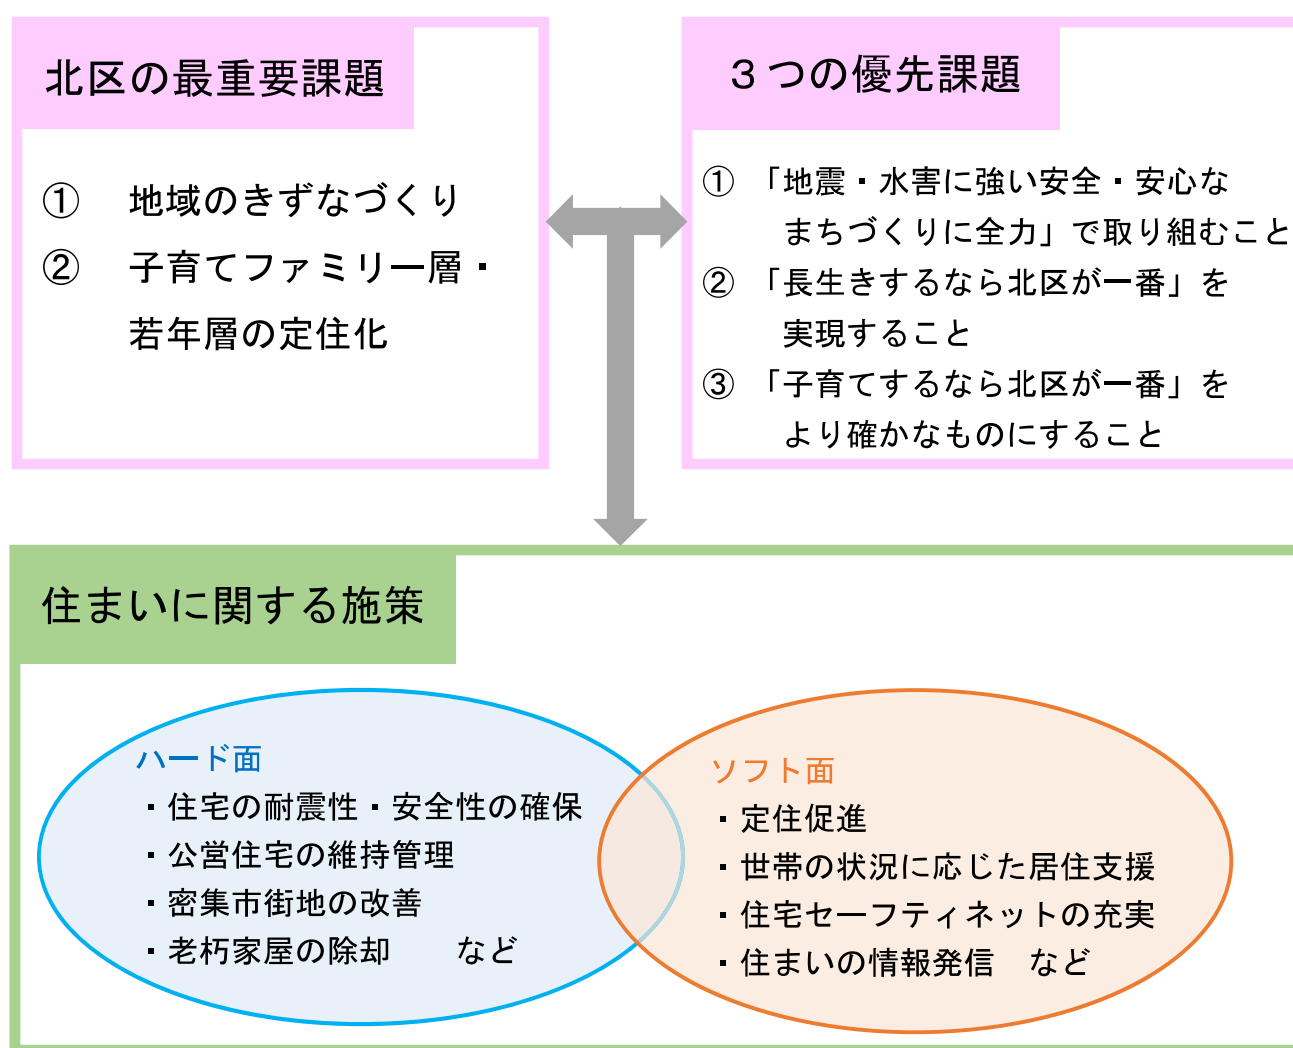 北区の最重要課題
① 地域のきずなづくり
② 子育てファミリー層・
若年層の定住化
３つの優先課題
① 「地震・水害に強い安全・安心な
まちづくりに全力」で取り組むこと
② 「長生きするなら北区が一番」を
実現すること
③ 「子育てするなら北区が一番」を
より確かなものにすること
住まいに関する施策
ハード面
・住宅の耐震性・安全性の確保
・公営住宅の維持管理
・密集市街地の改善
・老朽家屋の除却　　など
ソフト面
・定住促進
・世帯の状況に応じた居住支援
・住宅セーフティネットの充実
・住まいの情報発信　など